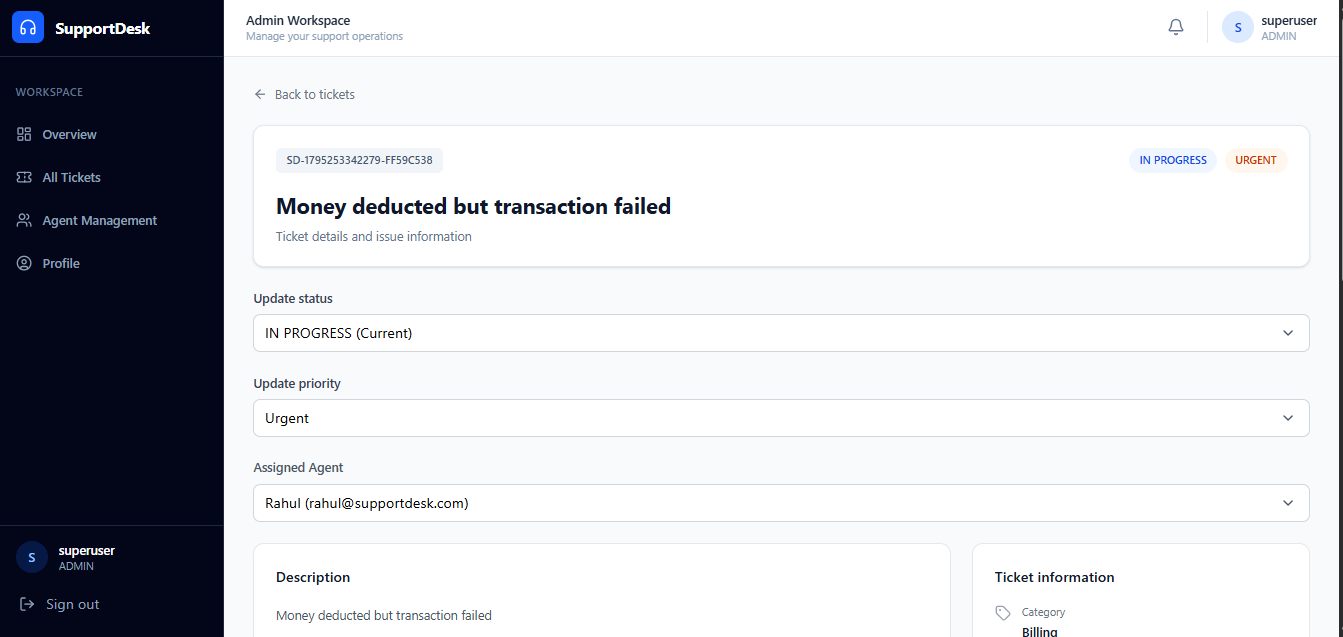 SupportDesk
WORKSPACE
Overview
All Tickets
Agent Management
Profile
S
superuser
ADMIN
Sign out
Admin Workspace
Manage your support operations
S
superuser
ADMIN
Back to tickets
SD-1795253342279-FF59C538
IN PROGRESS
URGENT
Money deducted but transaction failed
Ticket details and issue information
Update status
IN PROGRESS (Current)
Update priority
Urgent
Assigned Agent
Rahul (rahul@supportdesk.com)
Description
Money deducted but transaction failed
Ticket information
Category
Billing